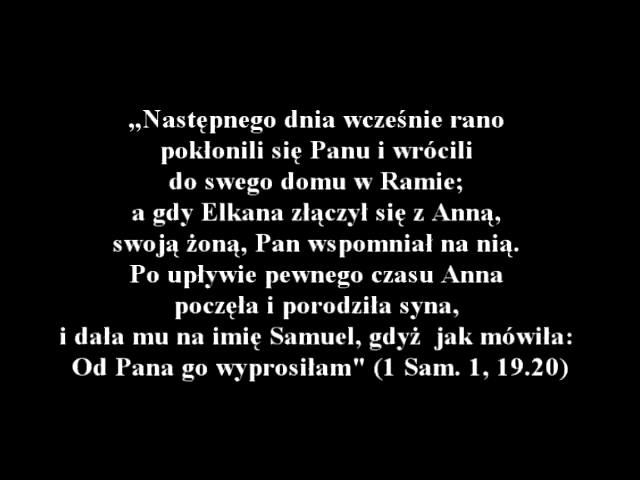 „Następnego dnia wcześnie rano
pokłonili się Panu i wrócili
do swego domu w Ramie;
a gdy Elkana złączył się z Anną,
swoją żoną, Pan wspomniał na nią.
Po upływie pewnego czasu Anna
poczęła i porodziła syna,
i dała mu na imię Samuel, gdyż  jak mówiła:
Od Pana go wyprosiłam" (1 Sam. 1, 19.20)